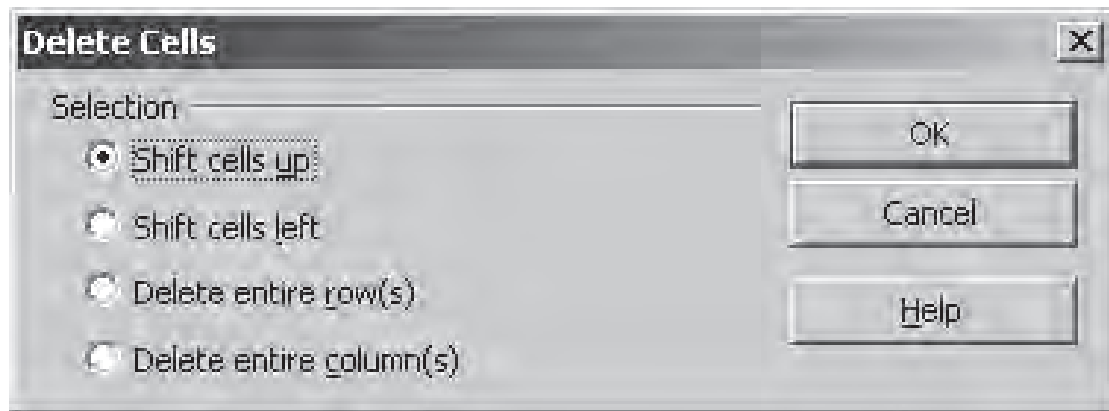 Delete Cells
Selection
Shift cells up
Shift cells left
Delete entire row(s)
Delete entire column(s)
OK
Cancel
Help